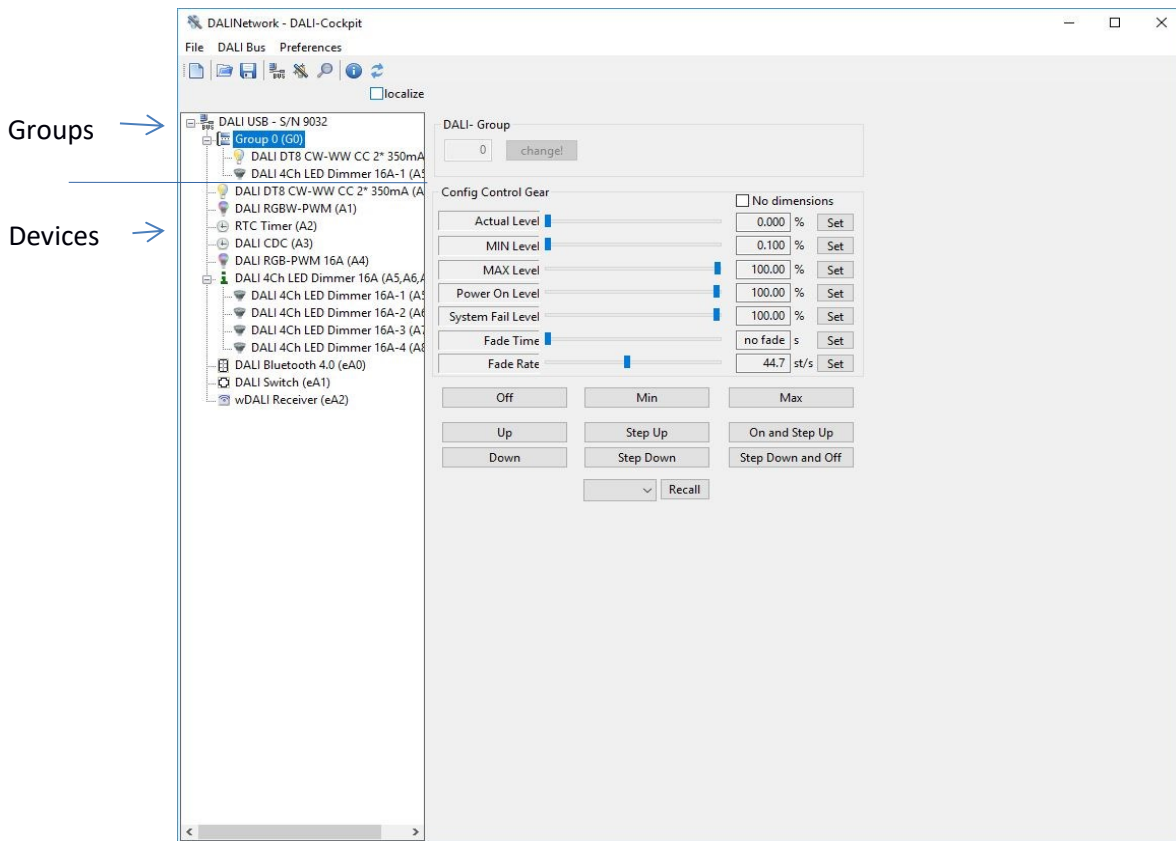 DALINetwork - DALI-Cockpit
File DALI Bus Preferences
localize
Groups
DALI USB - S/N 9032
Group 0 (G0)
DALI DT8 CW-WW CC 2* 350mA
DALI 4Ch LED Dimmer 16A-1 (A5
DALI DT8 CW-WW CC 2* 350mA (A
DALI RGBW-PWM (A1)
RTC Timer (A2)
Devices
DALI CDC (A3)
DALI RGB-PWM 16A (A4)
DALI 4Ch LED Dimmer 16A (A5,A6,A
DALI 4Ch LED Dimmer 16A-1 (A5
DALI 4Ch LED Dimmer 16A-2 (A6
DALI 4Ch LED Dimmer 16A-3 (A7
DALI 4Ch LED Dimmer 16A-4 (A8
DALI Bluetooth 4.0 (eA0)
DALI Switch (eA1)
wDALI Receiver (eA2)
DALI- Group
0 change!
Config Control Gear
No dimensions
Actual Level 0.000 % Set
MIN Level 0.100 % Set
MAX Level 100.00 % Set
Power On Level 100.00 % Set
System Fail Level 100.00 % Set
Fade Time no fade s Set
Fade Rate 44.7 st/s Set
Off Min Max
Up Step Up On and Step Up
Down Step Down Step Down and Off
Recall